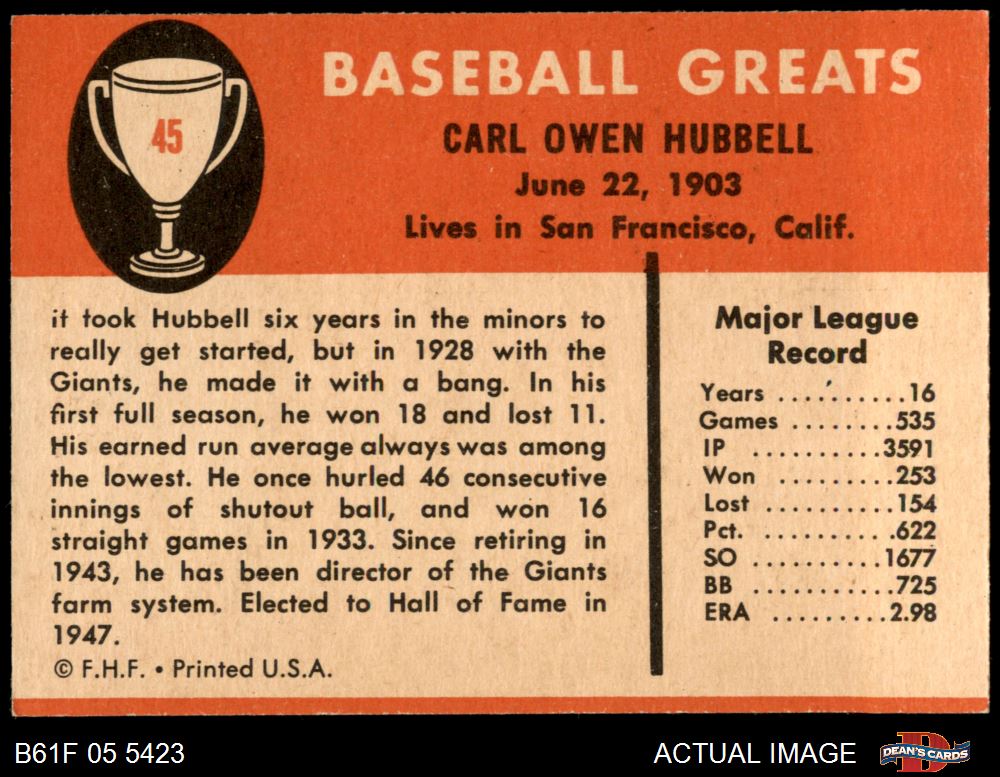 45
BASEBALL GREATS
CARL OWEN HUBBELL
June 22, 1903
Lives in San Francisco, Calif.
it took Hubbell six years in the minors to
really get started, but in 1928 with the
Giants, he made it with a bang. In his
first full season, he won 18 and lost 11.
His earned run average always was among
the lowest. He once hurled 46 consecutive
innings of shutout ball, and won 16
straight games in 1933. Since retiring in
1943, he has been director of the Giants
farm system. Elected to Hall of Fame in
1947.
© F.H.F. • Printed U.S.A.
Major League
Record
Years ..........16
Games .........535
IP ..........3591
Won .........253
Lost ..........154
Pct. ..........622
SO ..........1677
BB ...........725
ERA .........2.98
B61F 05 5423
ACTUAL IMAGE
D
DEAN'S CARDS